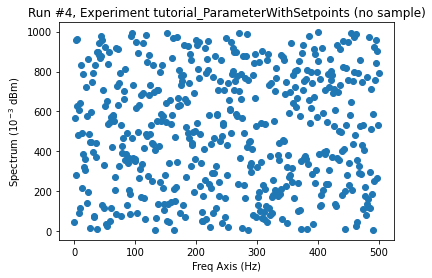 Run #4, Experiment tutorial_ParameterWithSetpoints (no sample)
1000
800
600
400
200
0
Spectrum (10⁻³ dBm)
0 100 200 300 400 500
Freq Axis (Hz)